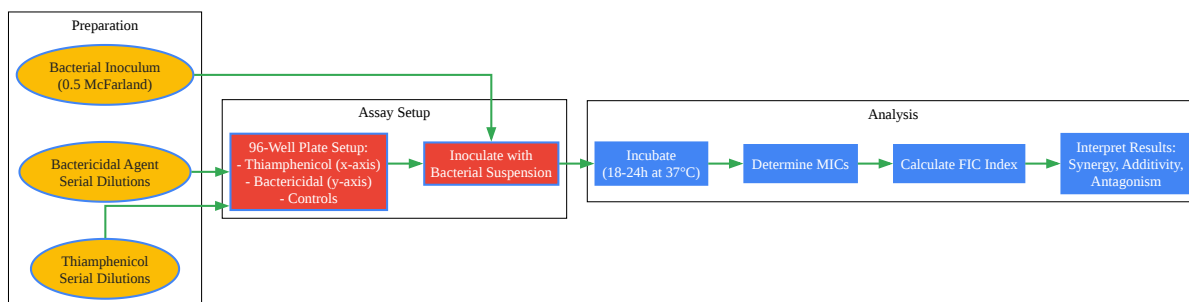 Preparation
Bacterial Inoculum
(0.5 McFarland)
Bactericidal Agent
Serial Dilutions
Thiamphenicol
Serial Dilutions
Assay Setup
96-Well Plate Setup:
- Thiamphenicol (x-axis)
- Bactericidal (y-axis)
- Controls
Inoculate with
Bacterial Suspension
Analysis
Incubate
(18-24h at 37°C)
Determine MICs
Calculate FIC Index
Interpret Results:
Synergy, Additivity,
Antagonism